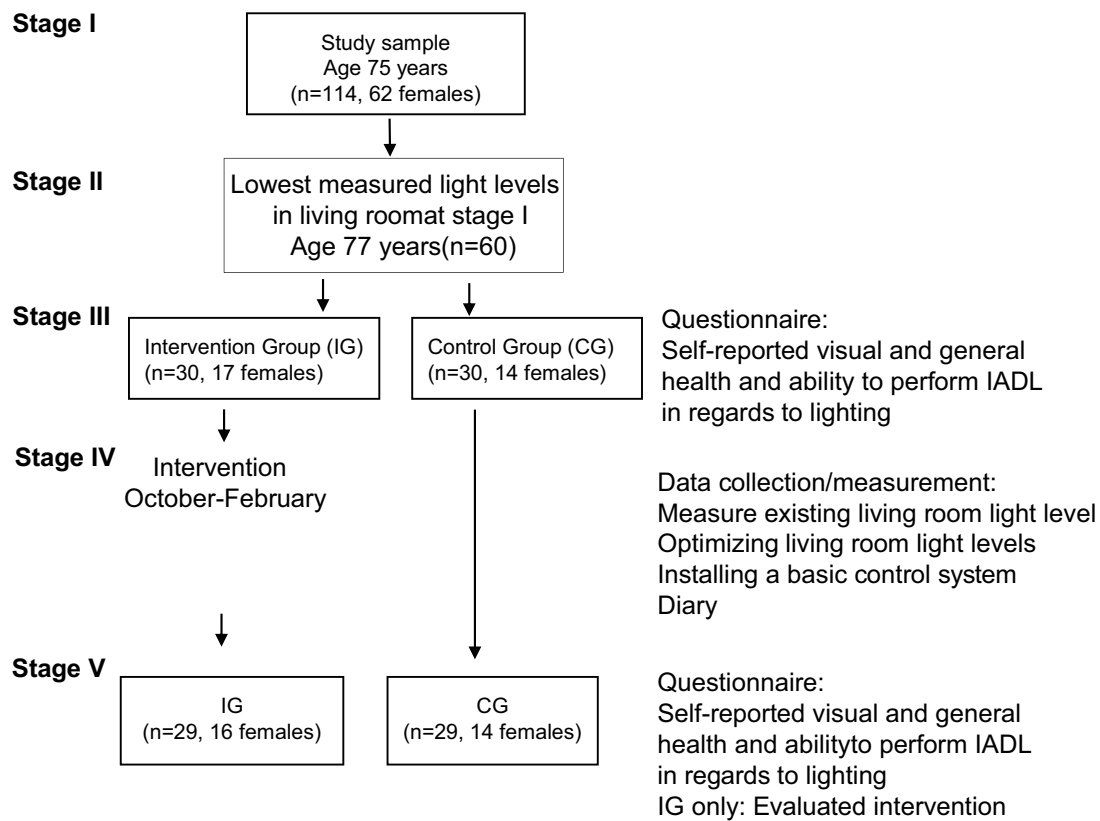 Stage I
Study sample
Age 75 years
(n=114, 62 females)
Stage II
Lowest measured light levels
in living roomat stage I
Age 77 years(n=60)
Stage III
Intervention Group (IG)
(n=30, 17 females)
Control Group (CG)
(n=30, 14 females)
Questionnaire:
Self-reported visual and general
health and ability to perform IADL
in regards to lighting
Stage IV
Intervention
October-February
Data collection/measurement:
Measure existing living room light level
Optimizing living room light levels
Installing a basic control system
Diary
Stage V
IG
(n=29, 16 females)
CG
(n=29, 14 females)
Questionnaire:
Self-reported visual and general
health and abilityto perform IADL
in regards to lighting
IG only: Evaluated intervention